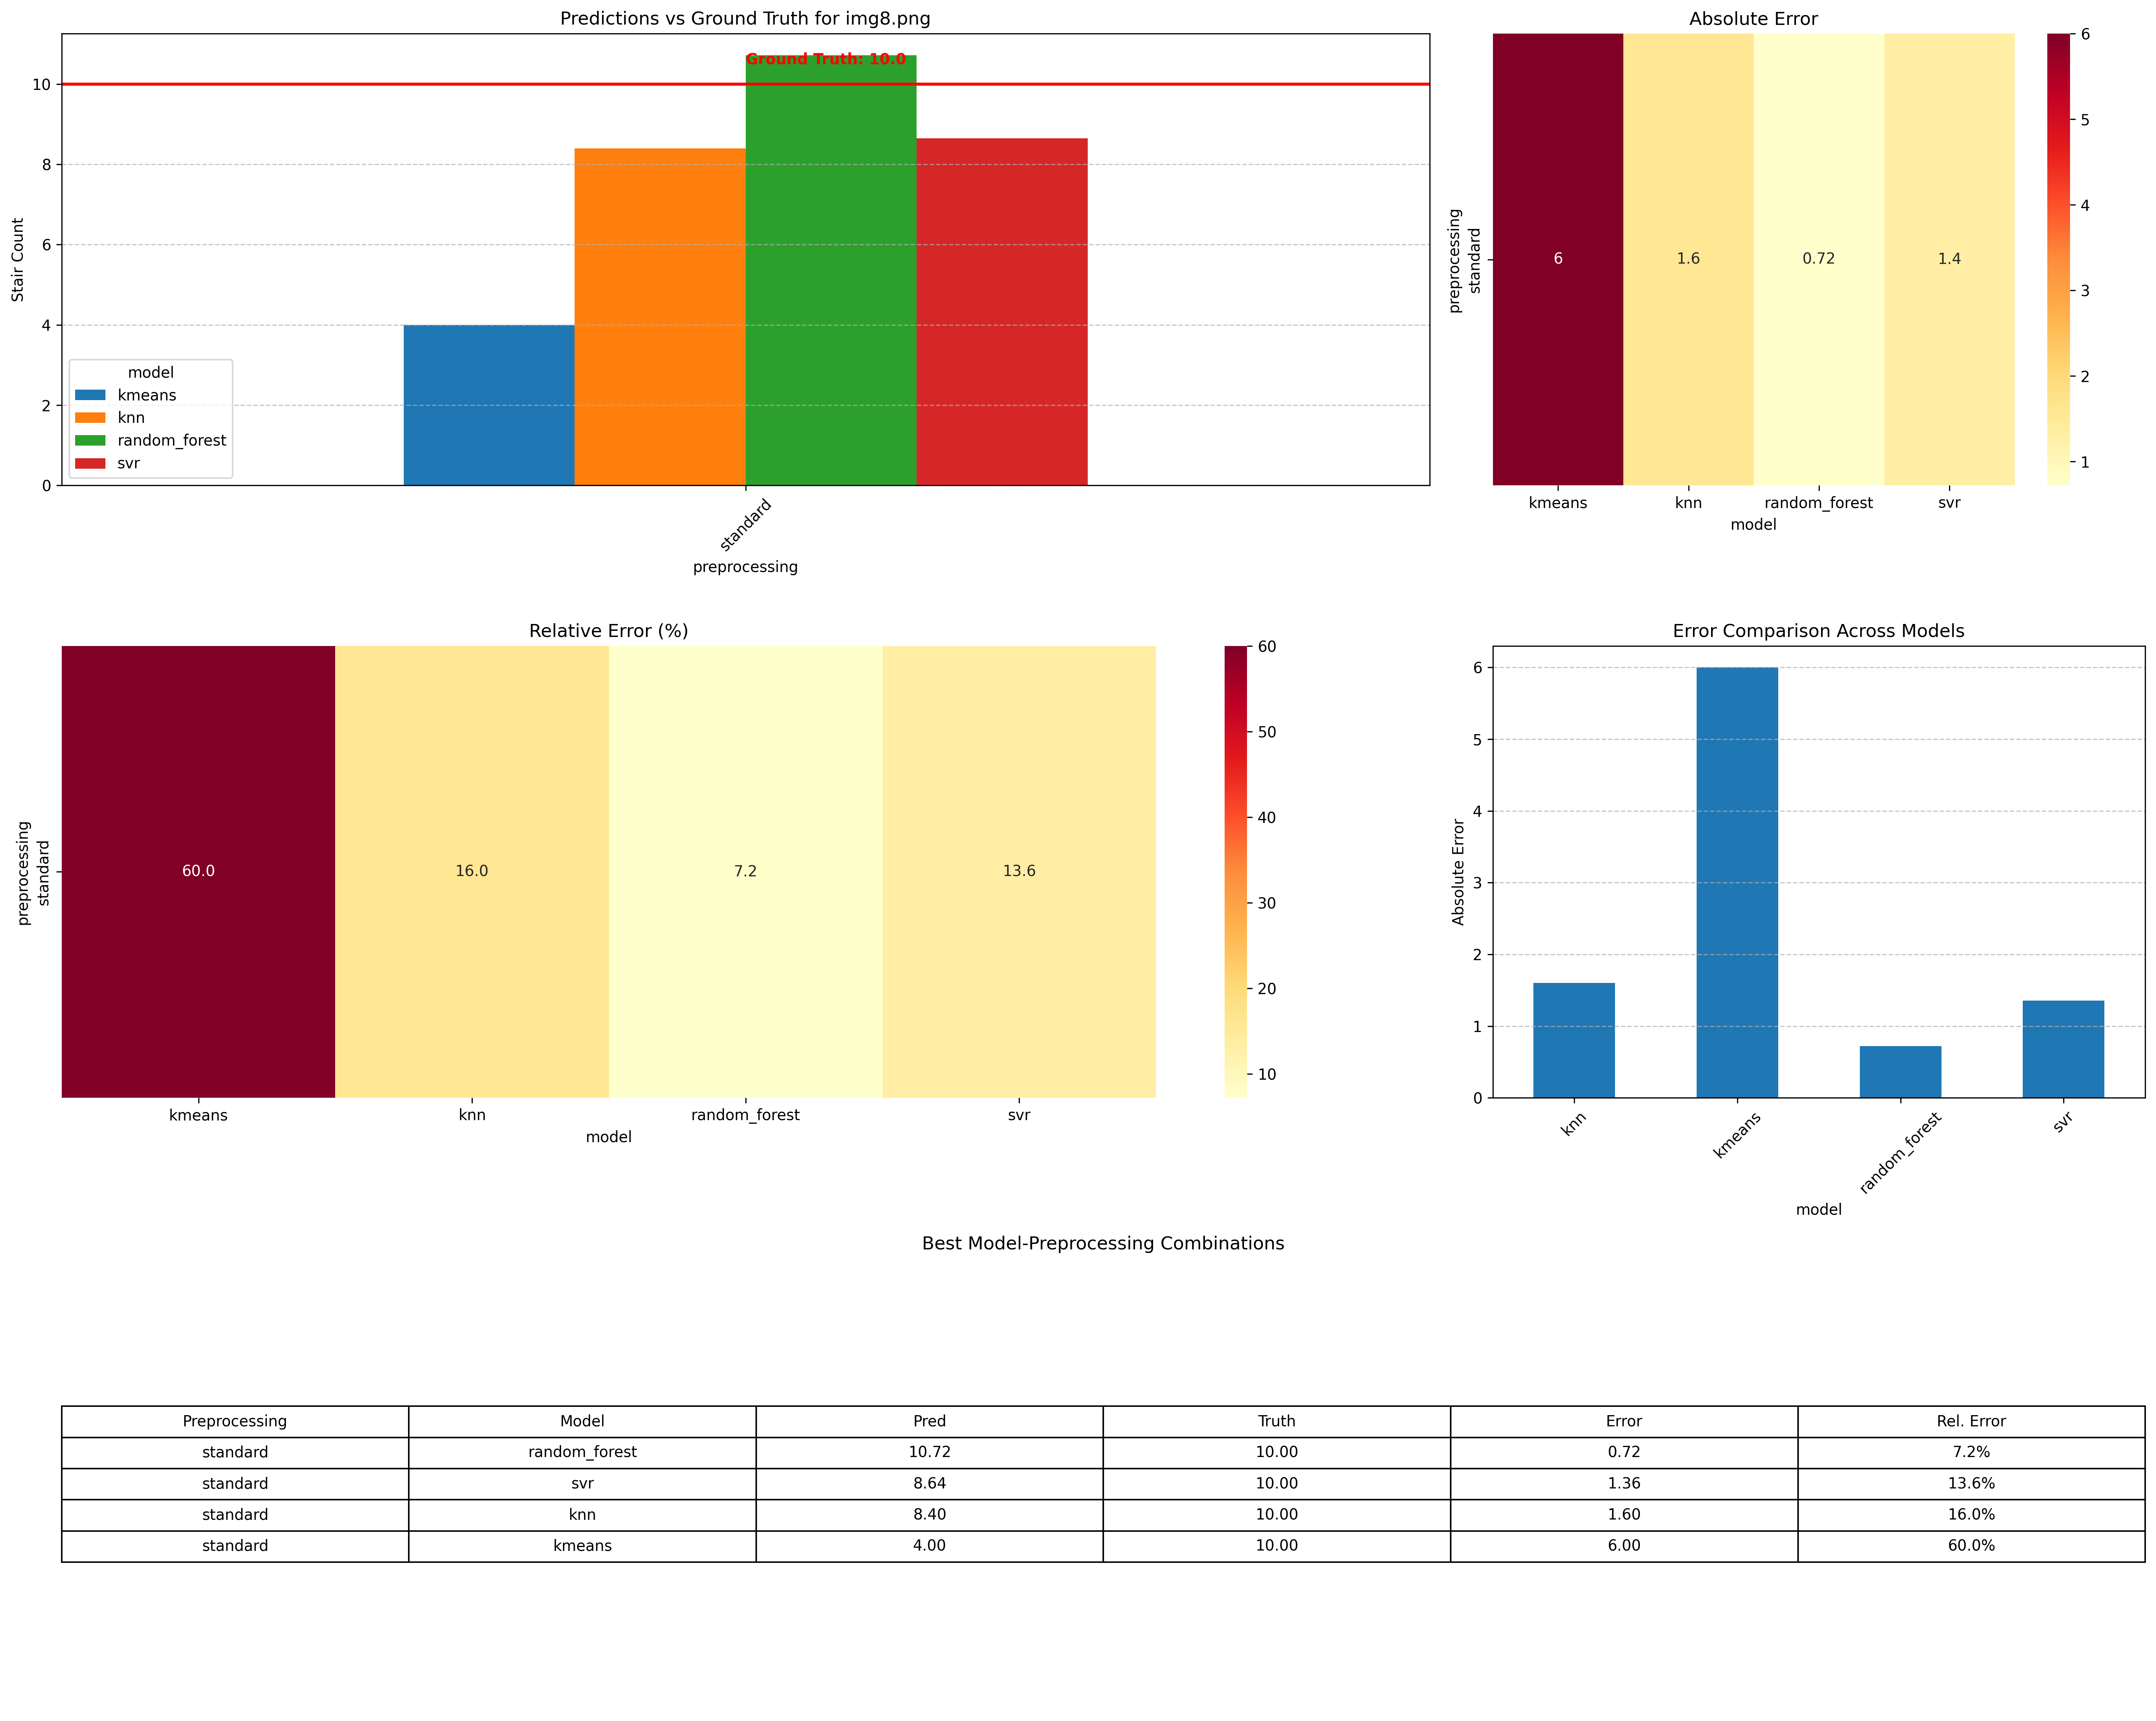 Predictions vs Ground Truth for img8.png
Ground Truth: 10.0
10
8
6
4
2
0
Stair Count
model
kmeans
knn
random_forest
svr
standard
preprocessing
Absolute Error
preprocessing
standard
6
1.6
0.72
1.4
kmeans
knn
random_forest
svr
model
6
5
4
3
2
1
Relative Error (%)
preprocessing
standard
60.0
16.0
7.2
13.6
kmeans
knn
random_forest
svr
model
60
50
40
30
20
10
Error Comparison Across Models
Absolute Error
6
5
4
3
2
1
0
knn
kmeans
random_forest
svr
model
Best Model-Preprocessing Combinations
Preprocessing Model Pred Truth Error Rel. Error
standard random_forest 10.72 10.00 0.72 7.2%
standard svr 8.64 10.00 1.36 13.6%
standard knn 8.40 10.00 1.60 16.0%
standard kmeans 4.00 10.00 6.00 60.0%